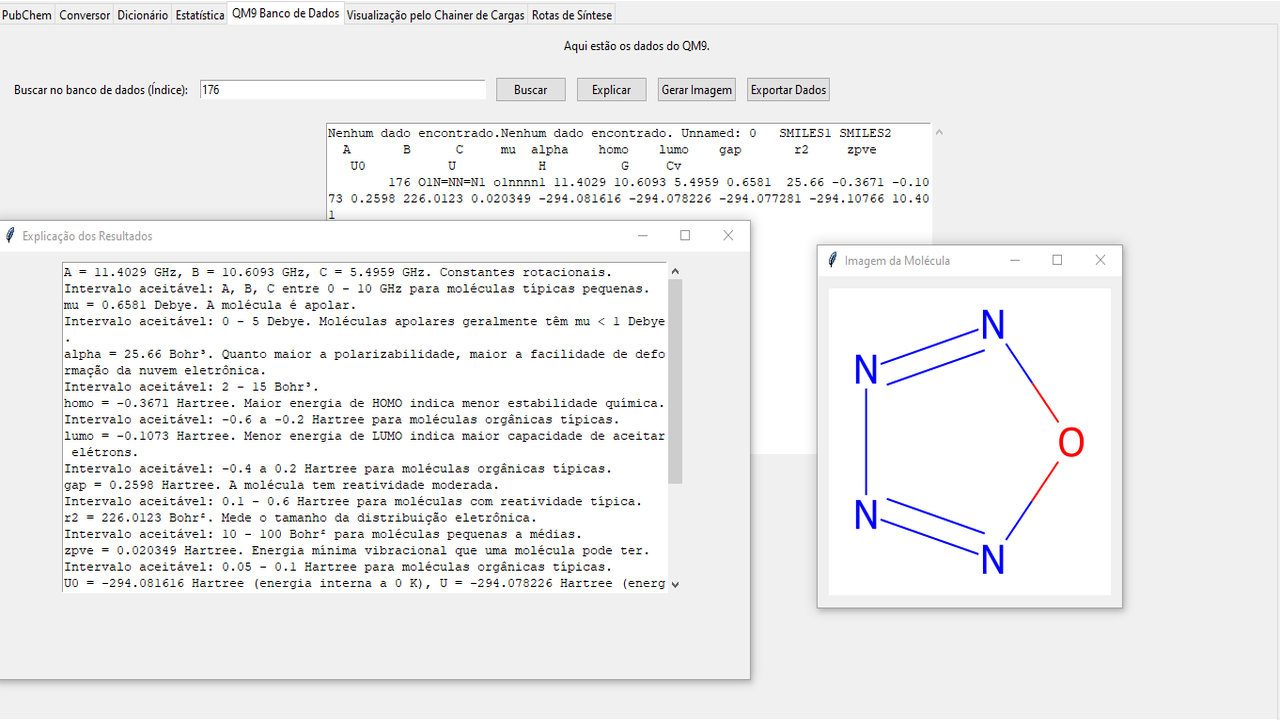 PubChem Conversor Dicionário Estatística QM9 Banco de Dados Visualização pelo Chainer de Cargas Rotas de Síntese
Aqui estão os dados do QM9.
Buscar no banco de dados (Índice): 176 Buscar Explicar Gerar Imagem Exportar Dados
Nenhum dado encontrado.Nenhum dado encontrado. Unnamed: 0 SMILES1 SMILES2
A B C mu alpha homo lumo gap r2 zpve
U0 U H G Cv
176 O1N=NN=N1 o1nnnn1 11.4029 10.6093 5.4959 0.6581 25.66 -0.3671 -0.10
73 0.2598 226.0123 0.020349 -294.081616 -294.078226 -294.077281 -294.10766 10.40
1
Explicação dos Resultados
A = 11.4029 GHz, B = 10.6093 GHz, C = 5.4959 GHz. Constantes rotacionais.
Intervalo aceitável: A, B, C entre 0 - 10 GHz para moléculas típicas pequenas.
mu = 0.6581 Debye. A molécula é apolar.
Intervalo aceitável: 0 - 5 Debye. Moléculas apolares geralmente têm mu < 1 Debye
.
alpha = 25.66 Bohr³. Quanto maior a polarizabilidade, maior a facilidade de defo
rmação da nuvem eletrônica.
Intervalo aceitável: 2 - 15 Bohr³.
homo = -0.3671 Hartree. Maior energia de HOMO indica menor estabilidade química.
Intervalo aceitável: -0.6 a -0.2 Hartree para moléculas orgânicas típicas.
lumo = -0.1073 Hartree. Menor energia de LUMO indica maior capacidade de aceitar
elétrons.
Intervalo aceitável: -0.4 a 0.2 Hartree para moléculas orgânicas típicas.
gap = 0.2598 Hartree. A molécula tem reatividade moderada.
Intervalo aceitável: 0.1 - 0.6 Hartree para moléculas com reatividade típica.
r2 = 226.0123 Bohr². Mede o tamanho da distribuição eletrônica.
Intervalo aceitável: 10 - 100 Bohr² para moléculas pequenas a médias.
zpve = 0.020349 Hartree. Energia mínima vibracional que uma molécula pode ter.
Intervalo aceitável: 0.05 - 0.1 Hartree para moléculas orgânicas típicas.
U0 = -294.081616 Hartree (energia interna a 0 K), U = -294.078226 Hartree (energ
Imagem da Molécula
N
N
O
N
N